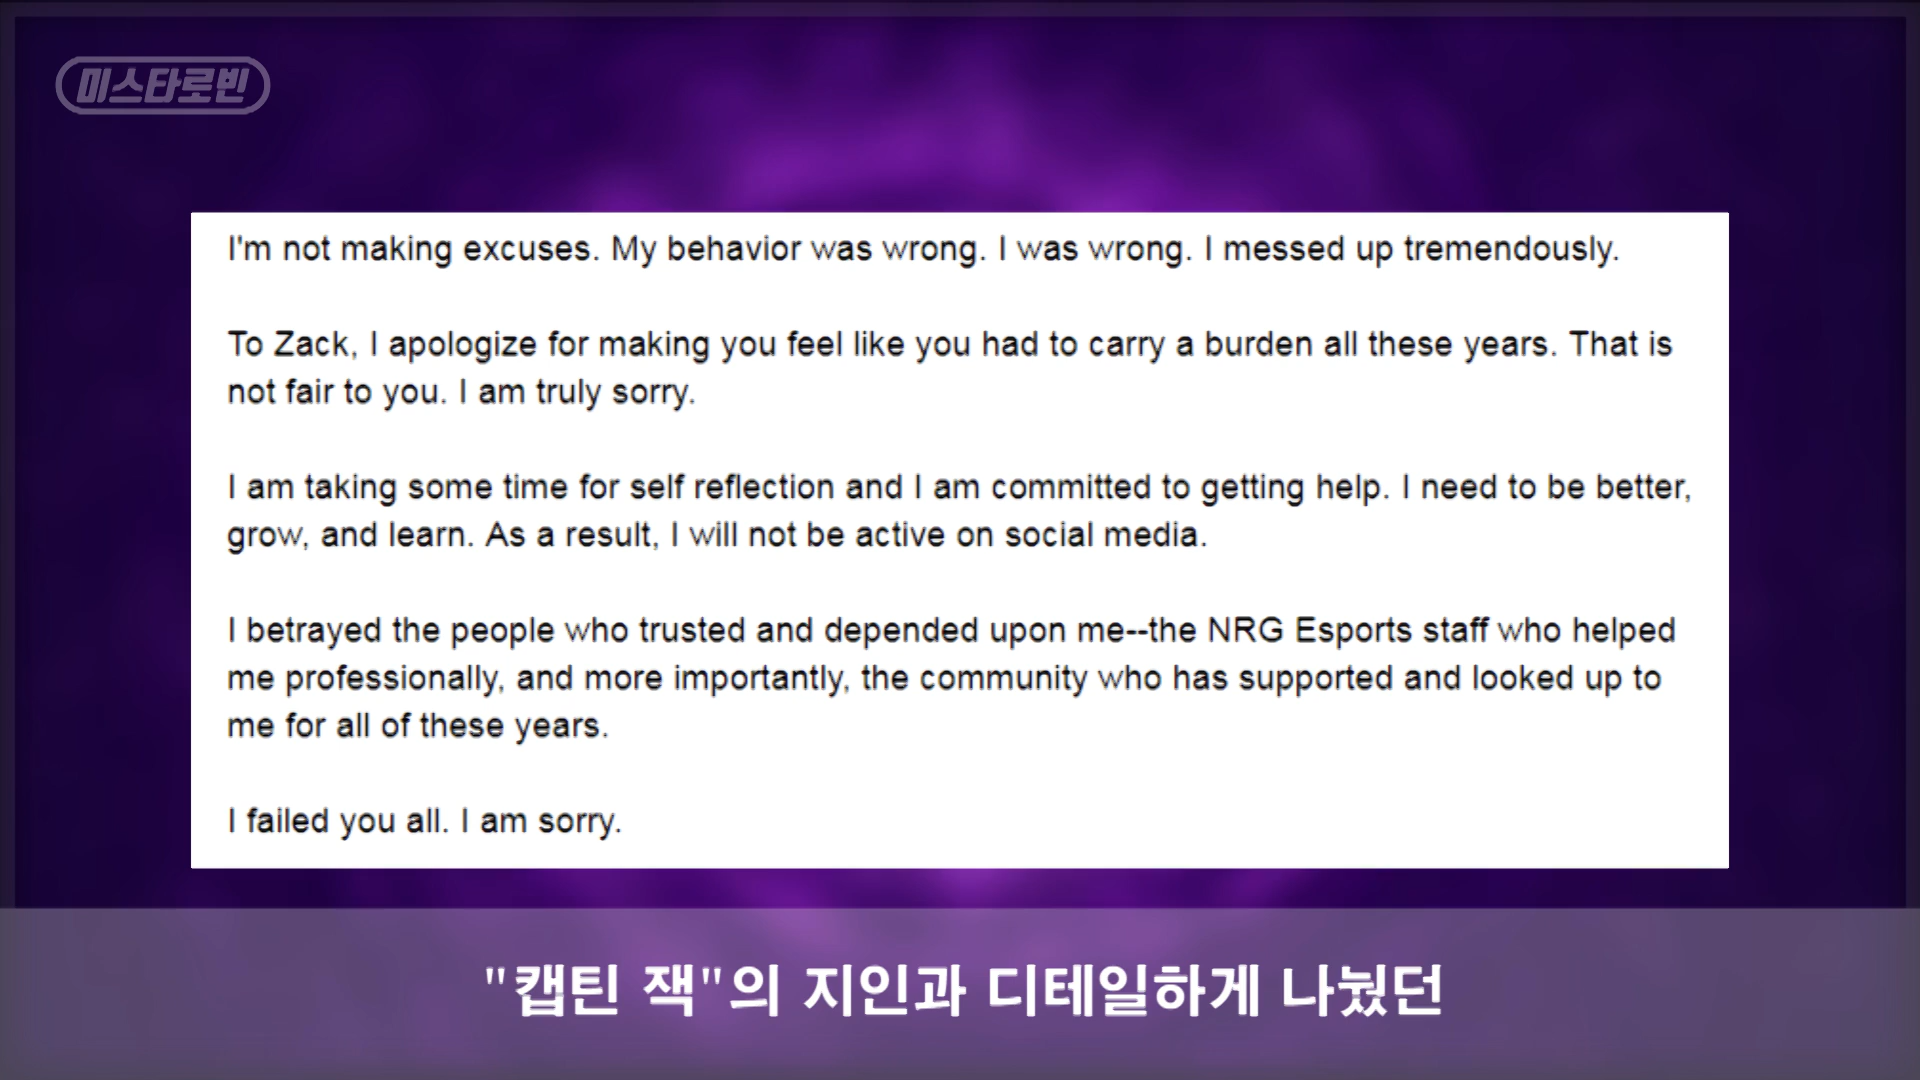 미스타로빈
I'm not making excuses. My behavior was wrong. I was wrong. I messed up tremendously.
To Zack, I apologize for making you feel like you had to carry a burden all these years. That is
not fair to you. I am truly sorry.
I am taking some time for self reflection and I am committed to getting help. I need to be better,
grow, and learn. As a result, I will not be active on social media.
I betrayed the people who trusted and depended upon me--the NRG Esports staff who helped
me professionally, and more importantly, the community who has supported and looked up to
me for all of these years.
I failed you all. I am sorry.
"캡틴 잭"의 지인과 디테일하게 나눴던